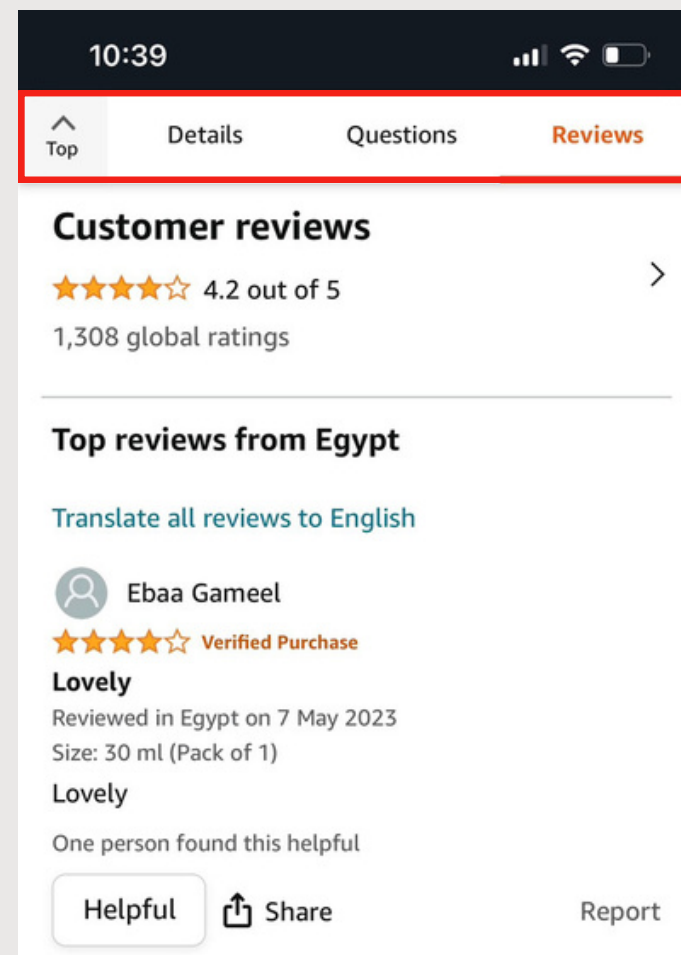 10:39
Top Details Questions Reviews
Customer reviews
4.2 out of 5
1,308 global ratings
Top reviews from Egypt
Translate all reviews to English
Ebaa Gameel
Verified Purchase
Lovely
Reviewed in Egypt on 7 May 2023
Size: 30 ml (Pack of 1)
Lovely
One person found this helpful
Helpful Share Report